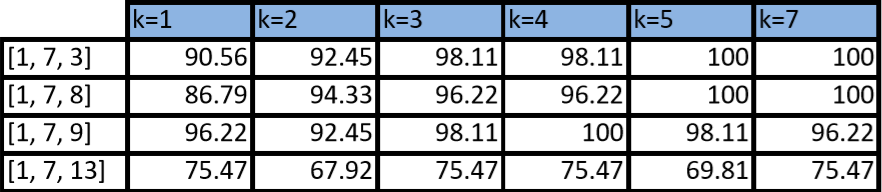 k=1 k=2 k=3 k=4 k=5 k=7
[1, 7, 3] 90.56 92.45 98.11 98.11 100 100
[1, 7, 8] 86.79 94.33 96.22 96.22 100 100
[1, 7, 9] 96.22 92.45 98.11 100 98.11 96.22
[1, 7, 13] 75.47 67.92 75.47 75.47 69.81 75.47